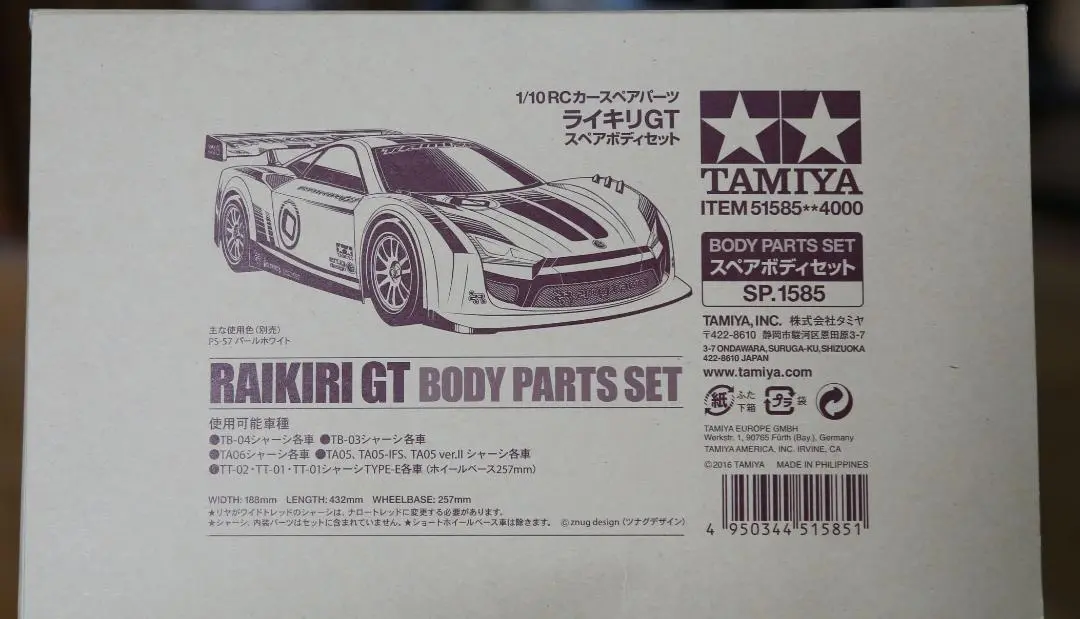 1/10 RCカースペアパーツ
ライキリGT
スペアボディセット
主な使用色（別売）
PS-57 パールホワイト
RAIKIRI GT BODY PARTS SET
使用可能車種
●TB-04シャーシ各車 ●TB-03シャーシ各車
●TA06シャーシ各車 ●TA05、TA05-IFS、TA05 ver.II シャーシ各車
●TT-02・TT-01・TT-01シャーシTYPE-E各車（ホイールベース257mm）
WIDTH: 188mm LENGTH: 432mm WHEELBASE: 257mm
★リヤがワイドトレッドのシャーシは、ナロートレッドに変更する必要があります。
★シャーシ、内装パーツはセットに含まれていません。★ショートホイールベース車は除きます。 ©znug design（ツナグデザイン）
TAMIYA
ITEM 51585**4000
BODY PARTS SET
スペアボディセット
SP.1585
TAMIYA, INC. 株式会社タミヤ
〒422-8610 静岡市駿河区恩田原3-7
3-7 ONDAWARA, SURUGA-KU, SHIZUOKA
422-8610 JAPAN
www.tamiya.com
紙 ふた
下箱
プラ 袋
TAMIYA EUROPE GMBH
Werkstr. 1, 90765 Fürth (Bay.), Germany
TAMIYA AMERICA, INC. IRVINE, CA
©2016 TAMIYA MADE IN PHILIPPINES
4 950344 515851